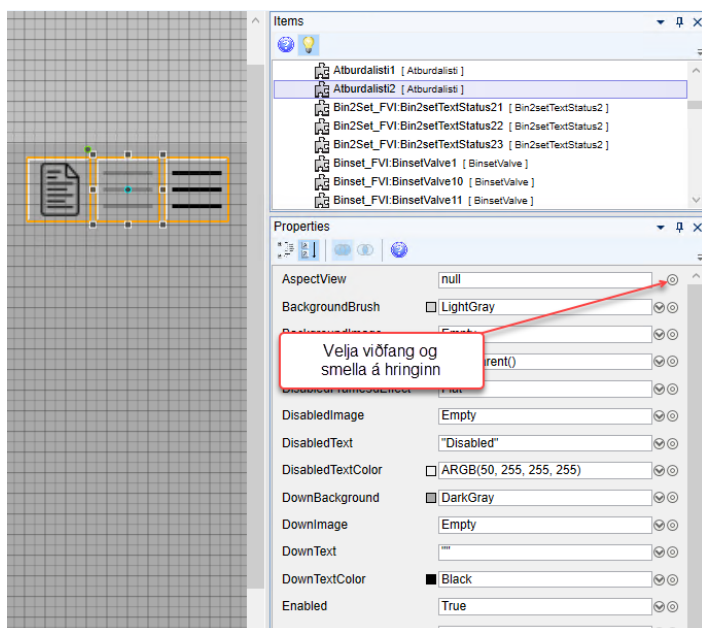 Items
Atburdalisti1 [ Atburdalisti ]
Atburdalisti2 [ Atburdalisti ]
Bin2Set_FVI:Bin2setTextStatus21 [ Bin2setTextStatus2 ]
Bin2Set_FVI:Bin2setTextStatus22 [ Bin2setTextStatus2 ]
Bin2Set_FVI:Bin2setTextStatus23 [ Bin2setTextStatus2 ]
Binset_FVI:BinsetValve1 [ BinsetValve ]
Binset_FVI:BinsetValve10 [ BinsetValve ]
Binset_FVI:BinsetValve11 [ BinsetValve ]
Properties
AspectView null
BackgroundBrush LightGray
Velja viðfang og
smella á hringinn
DisabledImage Empty
DisabledText "Disabled"
DisabledTextColor ARGB(50, 255, 255, 255)
DownBackground DarkGray
DownImage Empty
DownText ""
DownTextColor Black
Enabled True